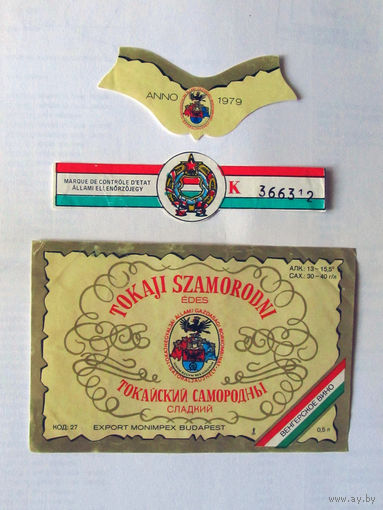 ANNO 1979
MARQUE DE CONTRÔLE D'ETAT
ÁLLAMI ELLENŐRZŐJEGY
K 366312
АЛК. 13-15,5°
САХ. 30-40 г/л
TOKAJI SZAMORODNI
ÉDES
ТОКАЙСКИЙ САМОРОДНЫ
СЛАДКИЙ
ВЕНГЕРСКОЕ ВИНО
КОД: 27
EXPORT MONIMPEX BUDAPEST
0,5 л
www.ay.by